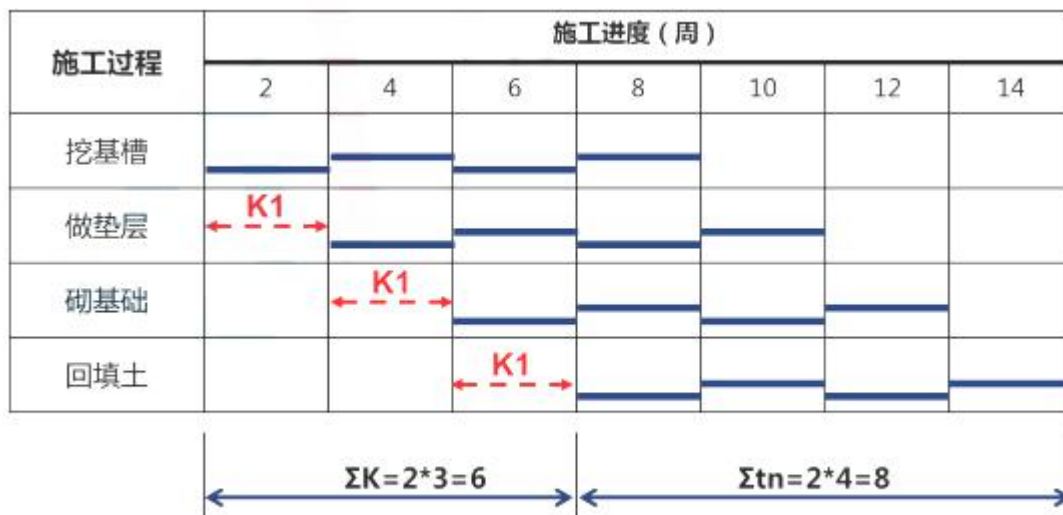 施工过程
施工进度（周）
2 4 6 8 10 12 14
挖基槽
做垫层
K1
砌基础
K1
回填土
K1
ΣK=2*3=6
Σtn=2*4=8